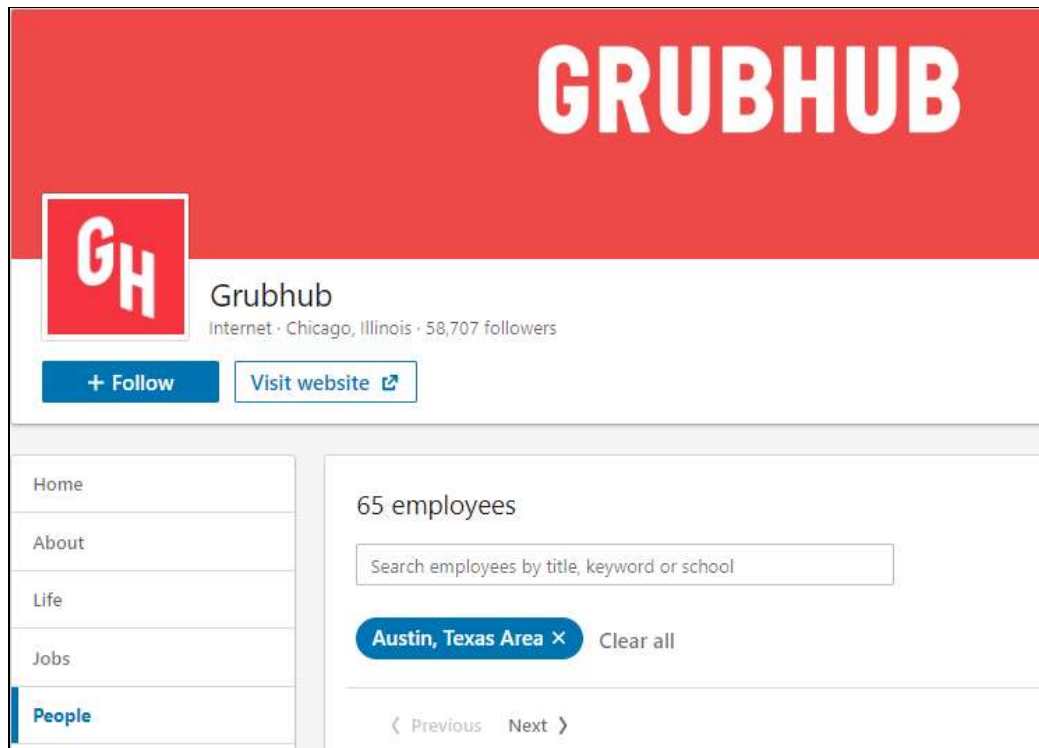 GRUBHUB
GH
Grubhub
Internet · Chicago, Illinois · 58,707 followers
+ Follow
Visit website
Home
About
Life
Jobs
People
65 employees
Search employees by title, keyword or school
Austin, Texas Area ×
Clear all
Previous Next